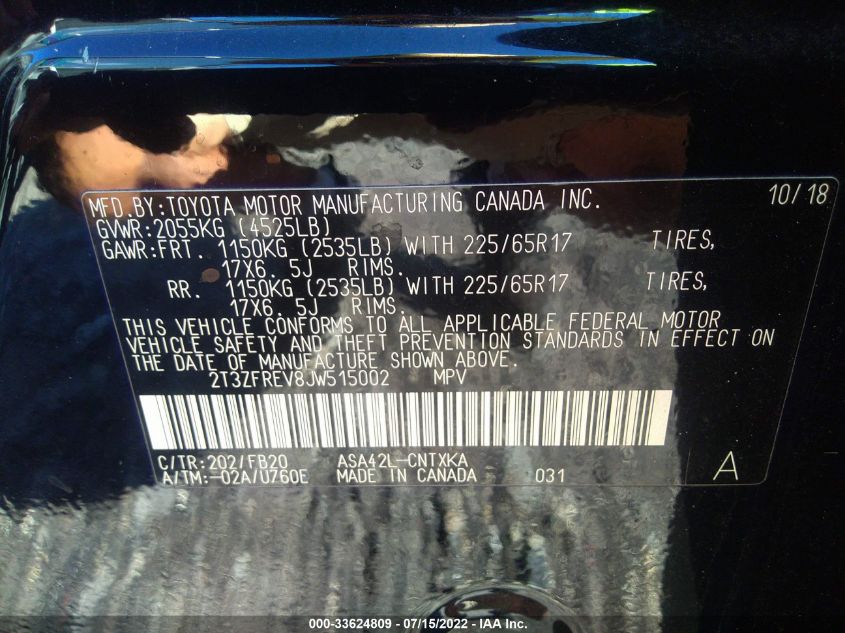 MFD.BY:TOYOTA MOTOR MANUFACTURING CANADA INC. 10/18
GVWR:2055KG (4525LB)
GAWR:FRT. 1150KG (2535LB) WITH 225/65R17 TIRES,
17X6. 5J RIMS.
RR. 1150KG (2535LB) WITH 225/65R17 TIRES,
17X6. 5J RIMS.
THIS VEHICLE CONFORMS TO ALL APPLICABLE FEDERAL MOTOR
VEHICLE SAFETY AND THEFT PREVENTION STANDARDS IN EFFECT ON
THE DATE OF MANUFACTURE SHOWN ABOVE.
2T3ZFREV8JW515002 MPV
C/TR:202/FB20 ASA42L-CNTXKA
A/TM:-02A/U760E MADE IN CANADA 031 A
000-33624809 - 07/15/2022 - IAA Inc.